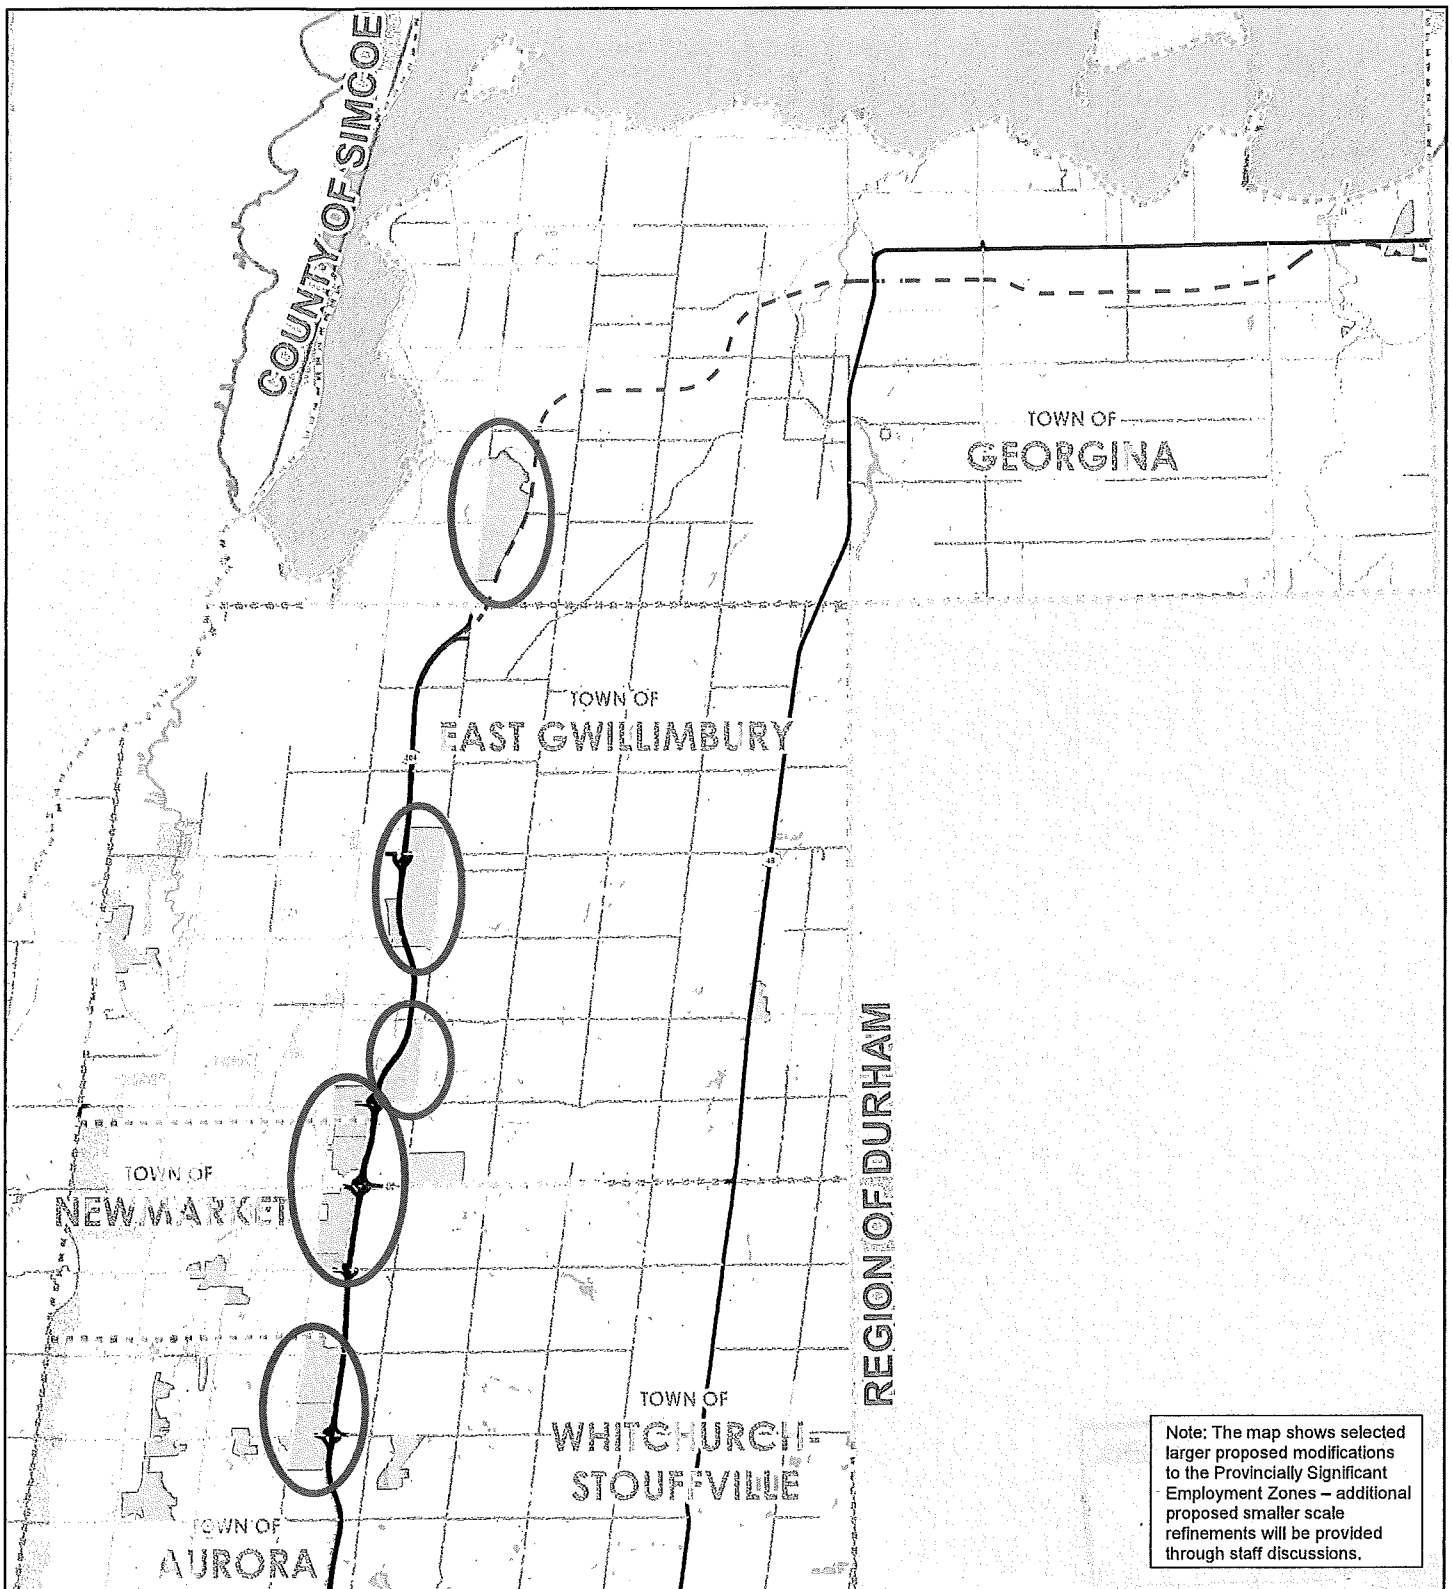 COUNTY OF SIMCOE
TOWN OF
GEORGINA
TOWN OF
EAST GWILLIMBURY
404
48
REGION OF DURHAM
TOWN OF
NEWMARKET
TOWN OF
WHITCHURCH-
STOUFFVILLE
TOWN OF
AURORA
Note: The map shows selected
larger proposed modifications
to the Provincially Significant
Employment Zones – additional
proposed smaller scale
refinements will be provided
through staff discussions.